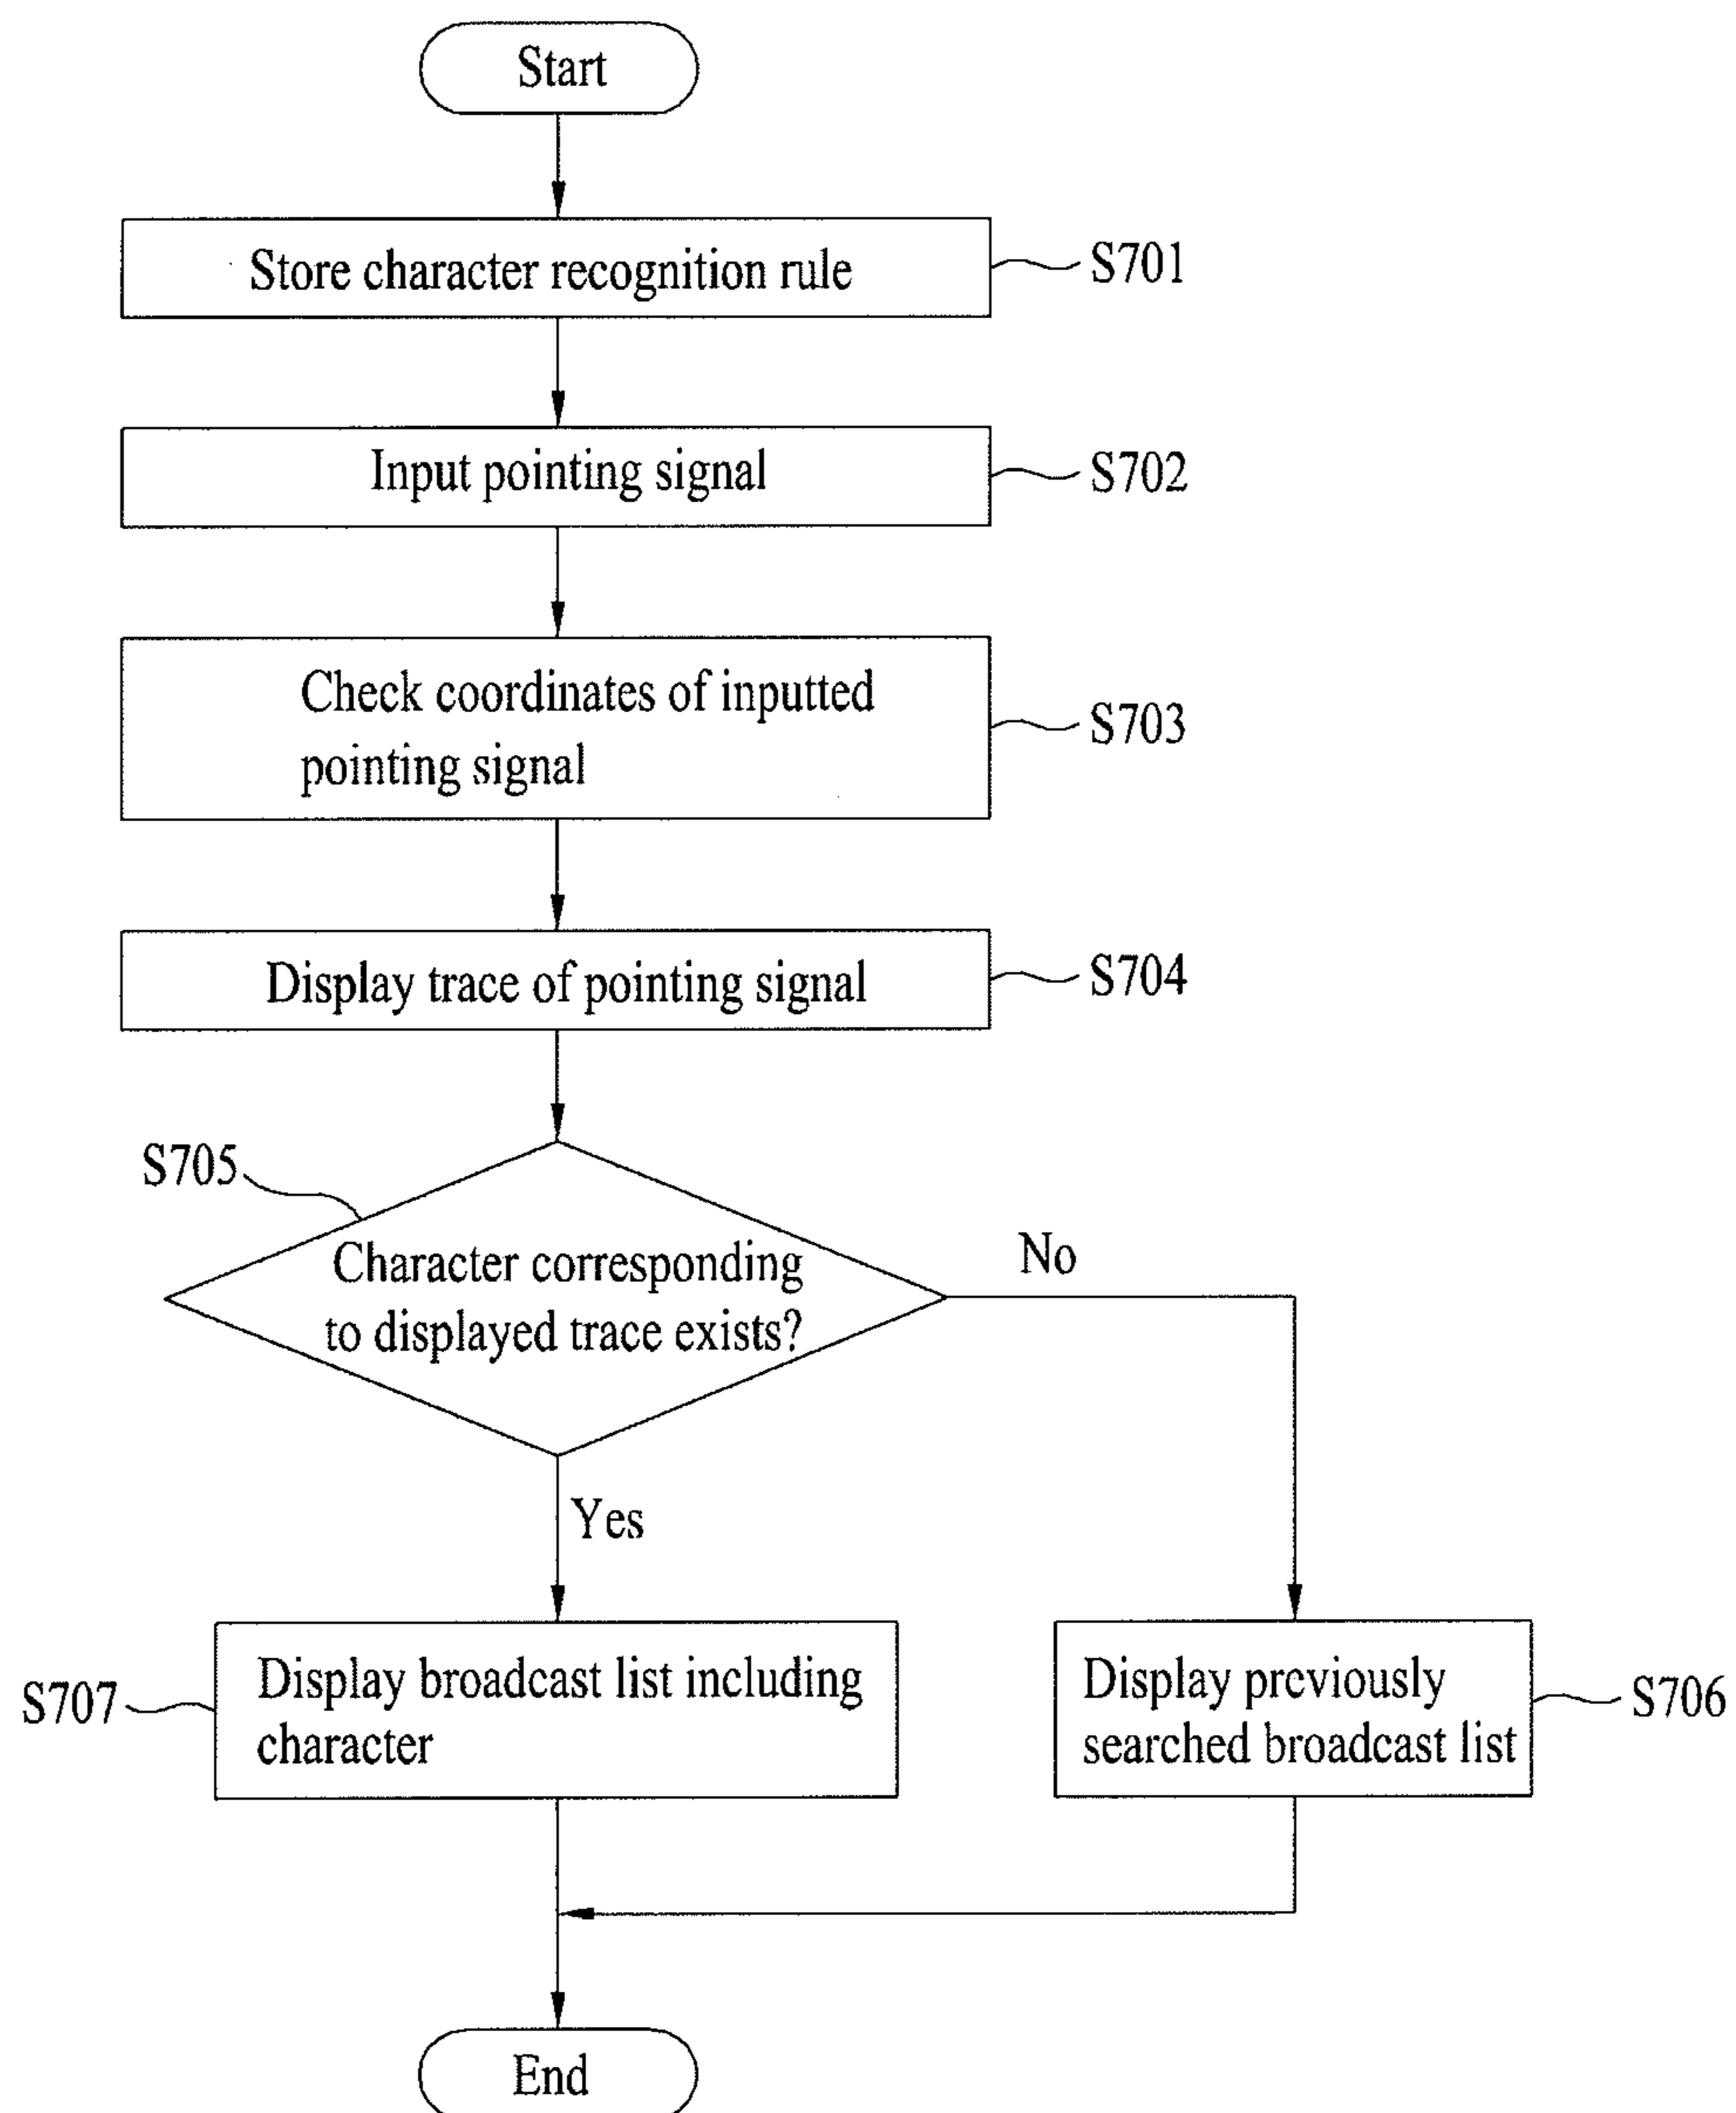 Start
Store character recognition rule
S701
Input pointing signal
S702
Check coordinates of inputted
pointing signal
S703
Display trace of pointing signal
S704
S705
Character corresponding
to displayed trace exists?
No
Yes
S707
Display broadcast list including
character
Display previously
searched broadcast list
S706
End